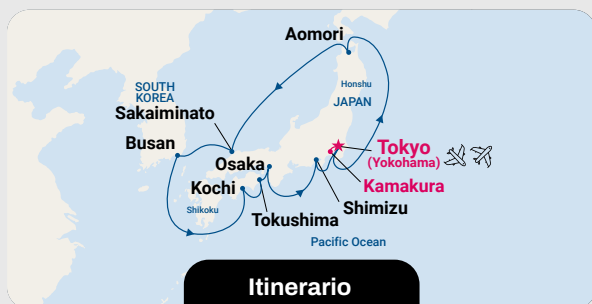 Aomori
Honshu
JAPAN
SOUTH
KOREA
Sakaiminato
Busan
Osaka
Tokyo
(Yokohama)
Kochi
Kamakura
Shikoku
Shimizu
Tokushima
Pacific Ocean
Itinerario